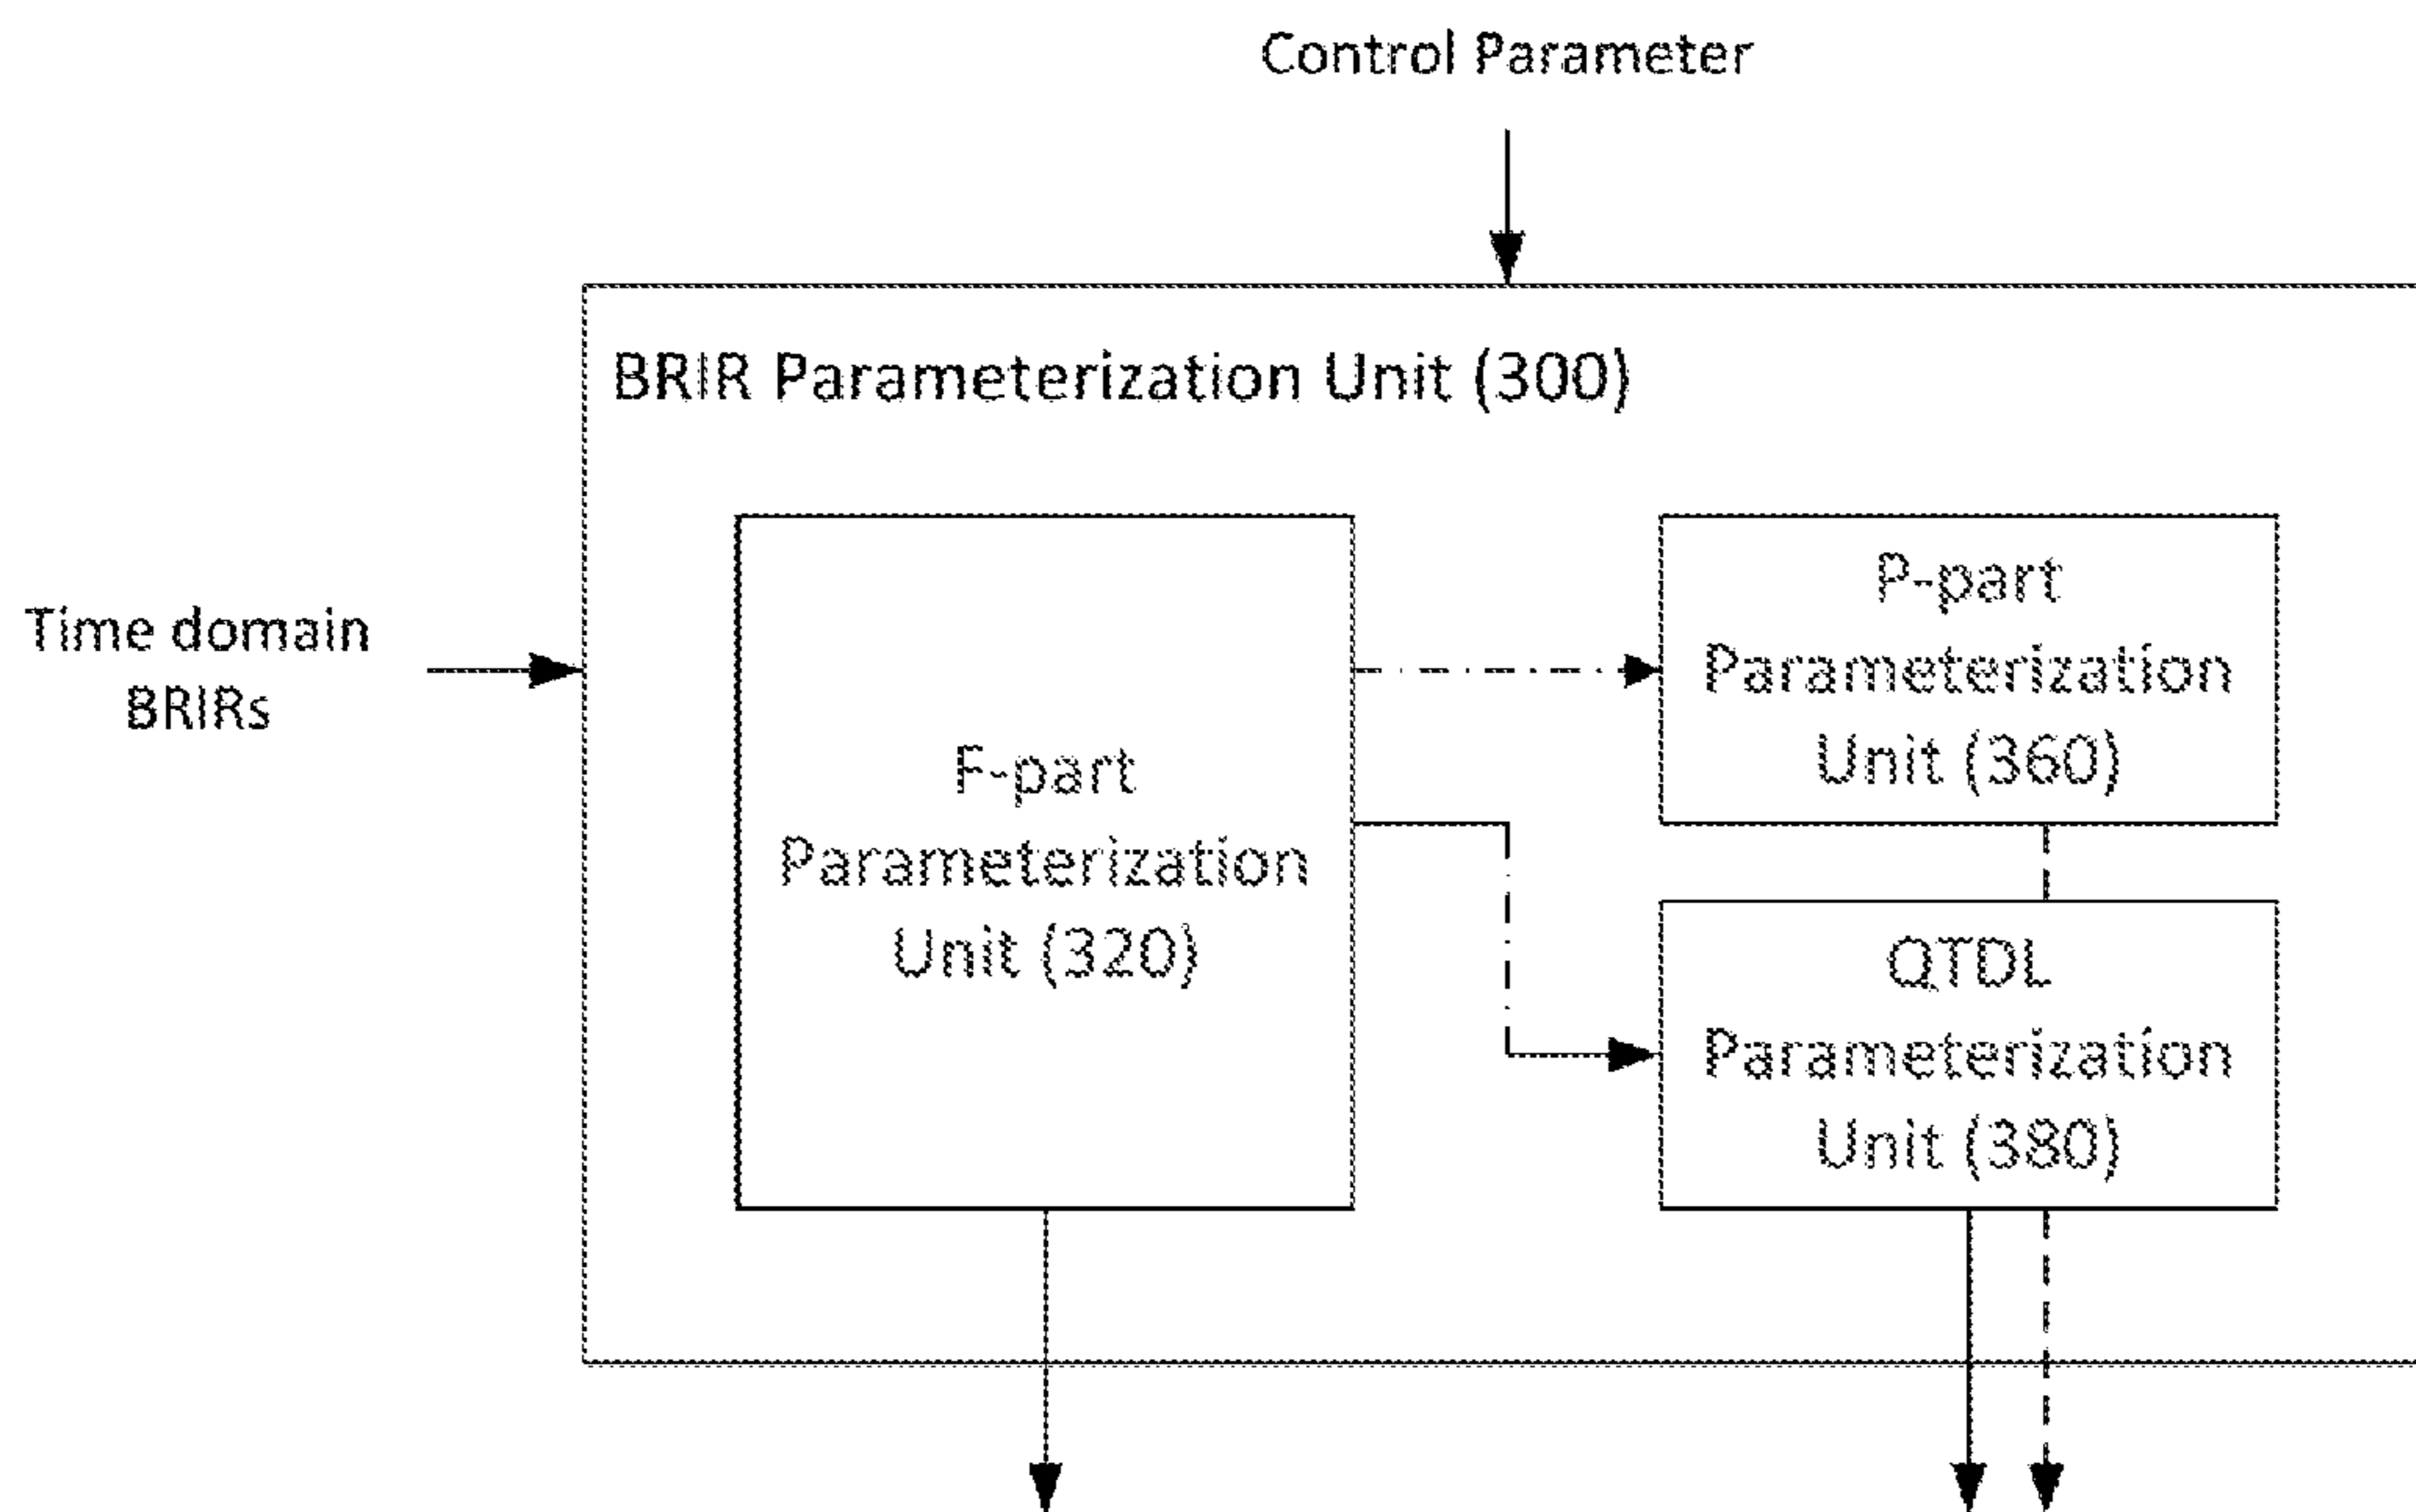 Control Parameter
BRIR Parameterization Unit (300)
Time domain
BRIRs
F-part
Parameterization
Unit (320)
P-part
Parameterization
Unit (360)
QTDL
Parameterization
Unit (380)